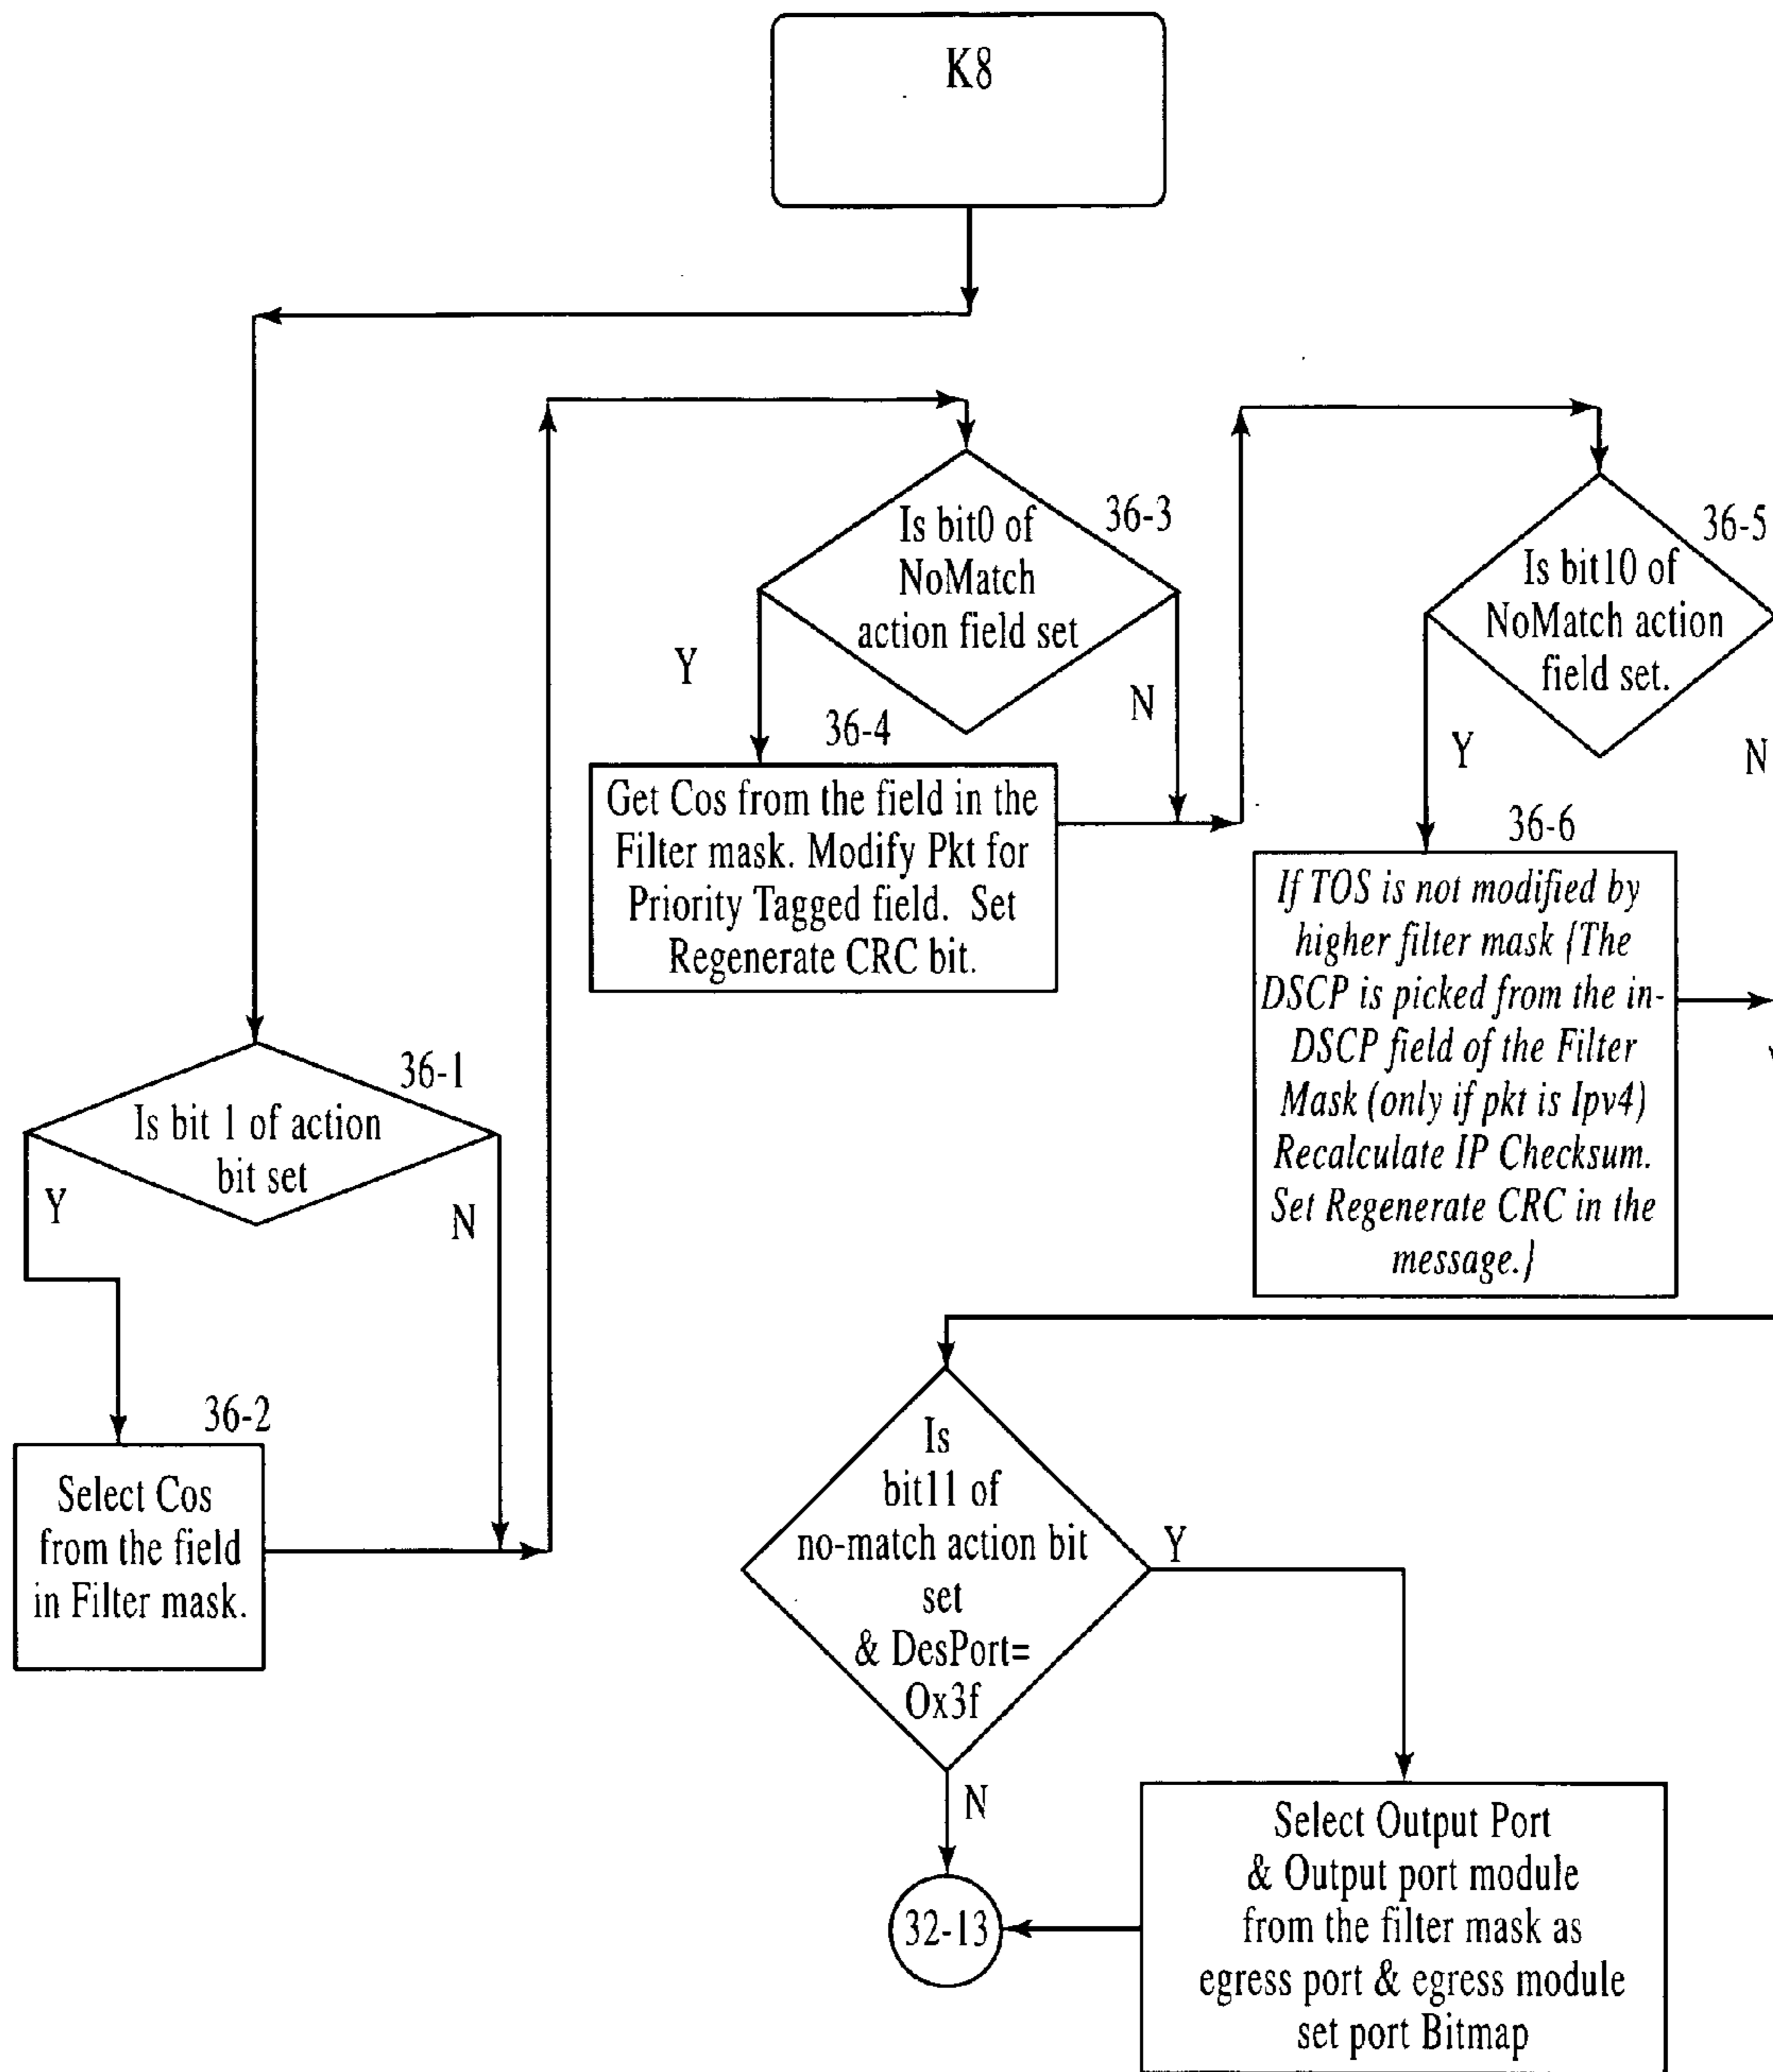 K8
36-3
Is bit0 of
NoMatch
action field set
Y
N
36-5
Is bit10 of
NoMatch action
field set.
Y
N
36-4
Get Cos from the field in the
Filter mask. Modify Pkt for
Priority Tagged field. Set
Regenerate CRC bit.
36-6
If TOS is not modified by
higher filter mask {The
DSCP is picked from the in-
DSCP field of the Filter
Mask (only if pkt is Ipv4)
Recalculate IP Checksum.
Set Regenerate CRC in the
message.}
36-1
Is bit 1 of action
bit set
Y
N
36-2
Select Cos
from the field
in Filter mask.
Is
bit11 of
no-match action bit
set
& DesPort=
Ox3f
Y
N
32-13
Select Output Port
& Output port module
from the filter mask as
egress port & egress module
set port Bitmap